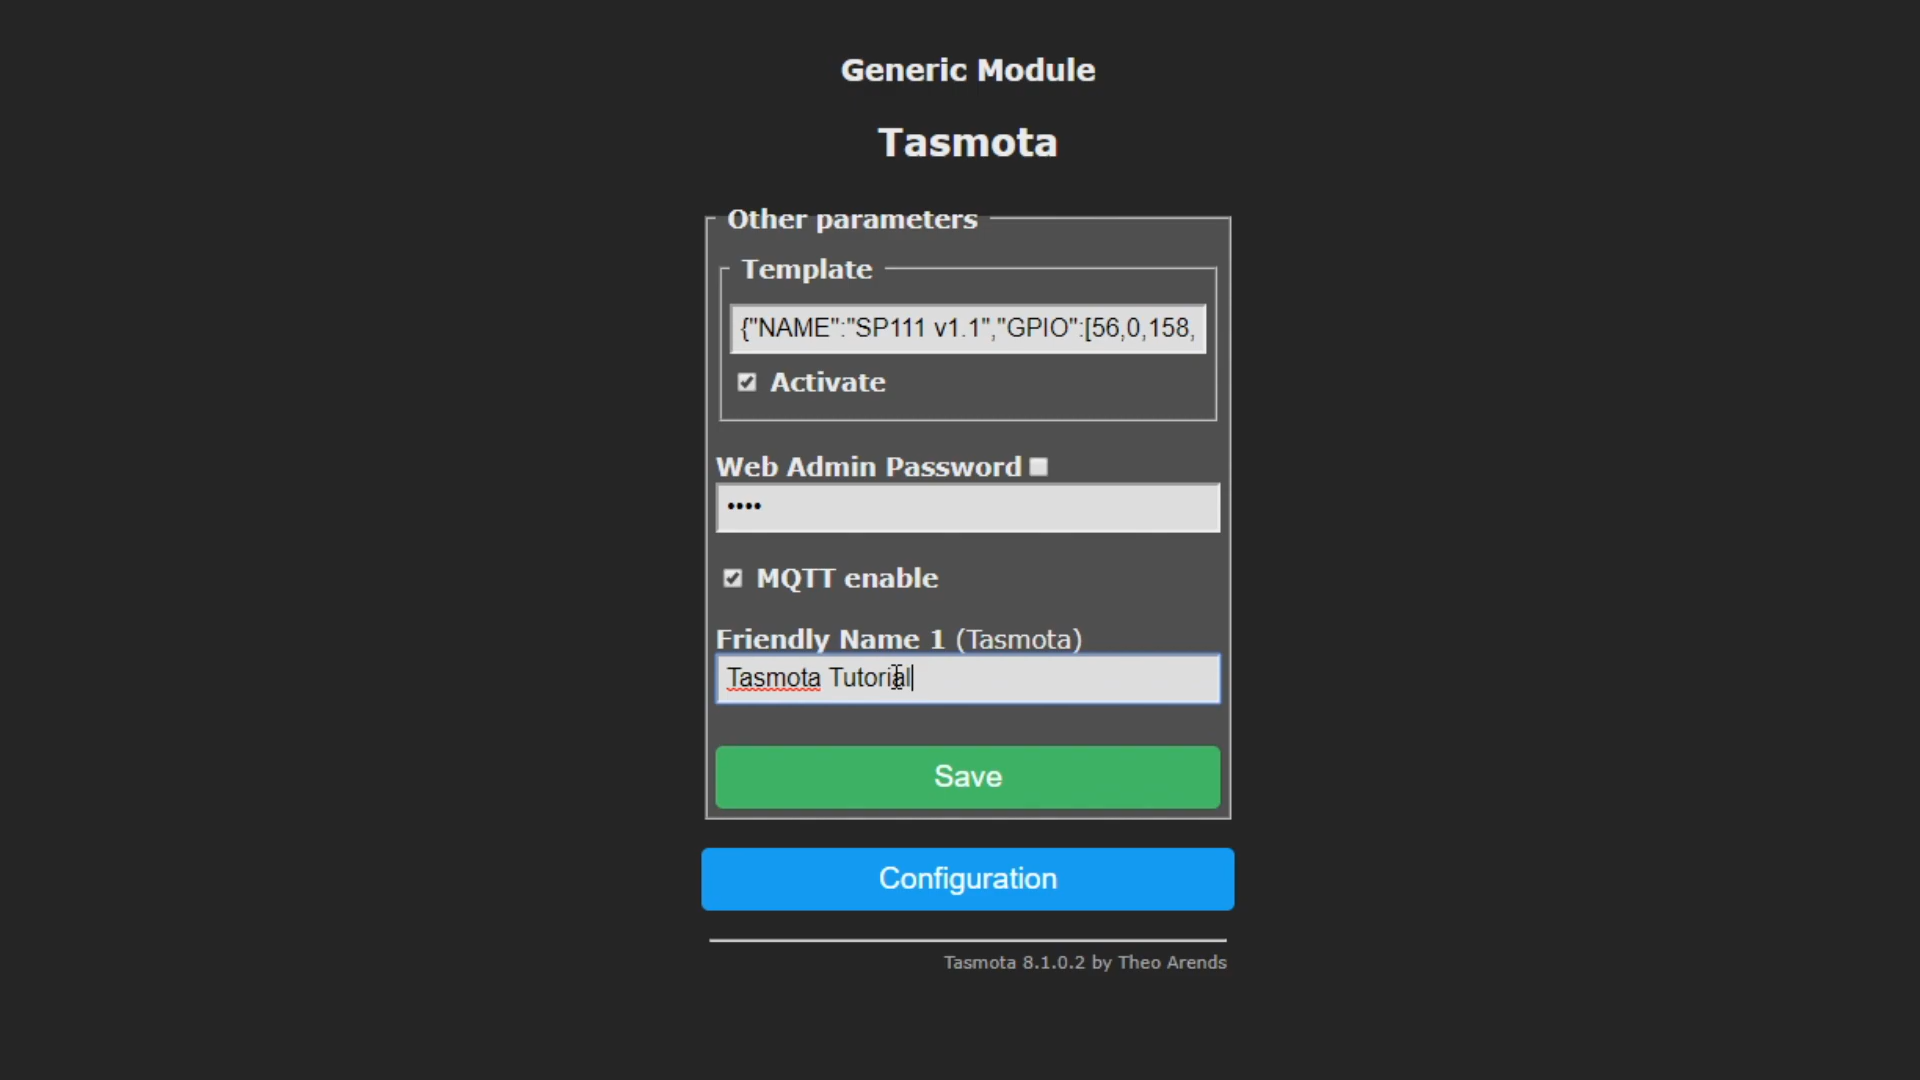 Generic Module
Tasmota
Other parameters
Template
{"NAME":"SP111 v1.1","GPIO":[56,0,158,
Activate
Web Admin Password
••••
MQTT enable
Friendly Name 1 (Tasmota)
Tasmota Tutorial
Save
Configuration
Tasmota 8.1.0.2 by Theo Arends